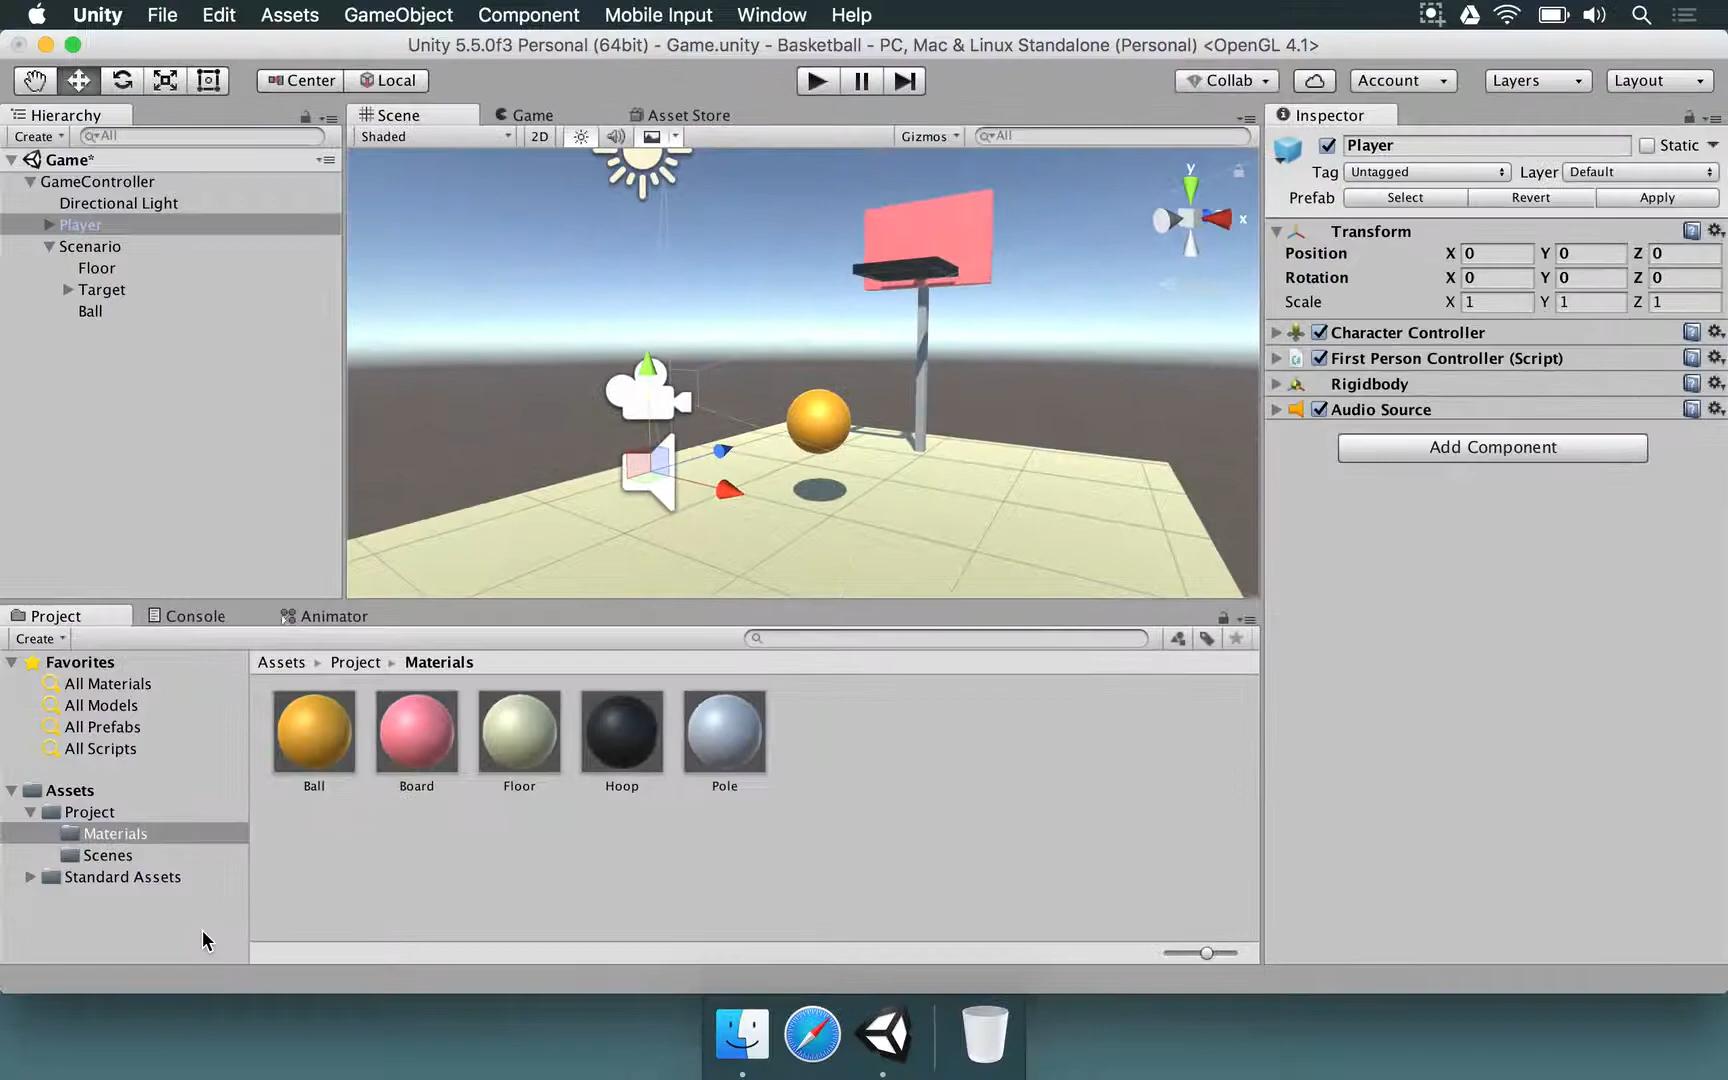 Unity File Edit Assets GameObject Component Mobile Input Window Help
Unity 5.5.0f3 Personal (64bit) - Game.unity - Basketball - PC, Mac & Linux Standalone (Personal) <OpenGL 4.1>
Center Local Collab Account Layers Layout
Hierarchy
Create All
Game*
GameController
Directional Light
Player
Scenario
Floor
Target
Ball
Scene Game Asset Store
Shaded 2D Gizmos All
y
x
Inspector
Player Static
Tag Untagged Layer Default
Prefab Select Revert Apply
Transform
Position X 0 Y 0 Z 0
Rotation X 0 Y 0 Z 0
Scale X 1 Y 1 Z 1
Character Controller
First Person Controller (Script)
Rigidbody
Audio Source
Add Component
Project Console Animator
Create
Favorites
All Materials
All Models
All Prefabs
All Scripts
Assets
Project
Materials
Scenes
Standard Assets
Assets Project Materials
Ball Board Floor Hoop Pole